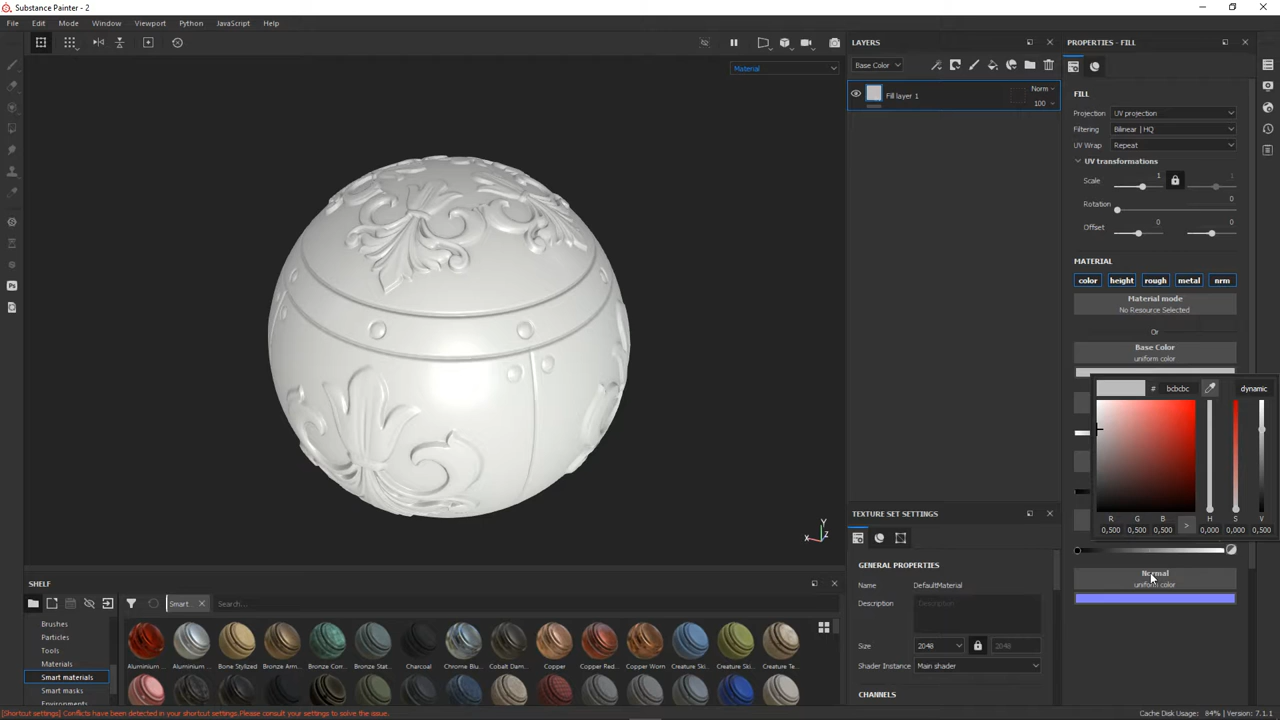 Substance Painter - 2
File Edit Mode Window Viewport Python JavaScript Help
Material
LAYERS
Base Color
Fill layer 1
Norm
100
PROPERTIES - FILL
FILL
Projection UV projection
Filtering Bilinear | HQ
UV Wrap Repeat
UV transformations
Scale 1 1
Rotation 0
Offset 0 0
MATERIAL
color height rough metal nrm
Material mode
No Resource Selected
Or
Base Color
uniform color
# bcbcbc dynamic
R G B > H S V
0,500 0,500 0,500 0,000 0,000 0,500
Normal
uniform color
Y
X Z
TEXTURE SET SETTINGS
GENERAL PROPERTIES
Name DefaultMaterial
Description Description
Size 2048 2048
Shader Instance Main shader
CHANNELS
SHELF
Smart... Search...
Brushes
Particles
Tools
Materials
Smart materials
Smart masks
Environments
Aluminium ... Aluminium ... Bone Stylized Bronze Arm... Bronze Corr... Bronze Stat... Charcoal Chrome Blu... Cobalt Dam... Copper Copper Red... Copper Worn Creature Sk... Creature Ski... Creature Te...
Ps
[Shortcut settings] Conflicts have been detected in your shortcut settings.Please consult your settings to solve the issue.
Cache Disk Usage: 84% | Version: 7.1.1